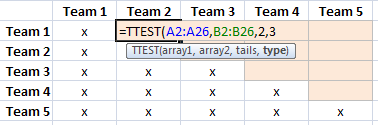 Team 1 Team 2 Team 3 Team 4 Team 5
Team 1 x =TTEST(A2:A26,B2:B26,2,3
Team 2 x TTEST(array1, array2, tails, type)
Team 3 x x x
Team 4 x x x x
Team 5 x x x x x